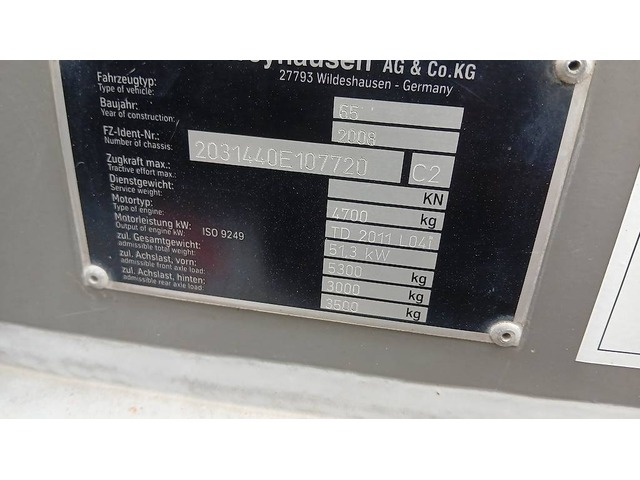 AG & Co.KG
27793 Wildeshausen - Germany
Fahrzeugtyp:
Type of vehicle:
65
Baujahr:
Year of construction:
2008
FZ-Ident-Nr.:
Number of chassis:
2031440E107720 C2
Zugkraft max.:
Tractive effort max.:
KN
Dienstgewicht:
Service weight:
4700 kg
Motortyp:
Type of engine:
TD 2011 L04i
Motorleistung kW:
Output of engine kW:
ISO 9249
51.3 kW
zul. Gesamtgewicht:
admissible total weight:
5300 kg
zul. Achslast, vorn:
admissible front axle load:
3000 kg
zul. Achslast, hinten:
admissible rear axle load:
3500 kg